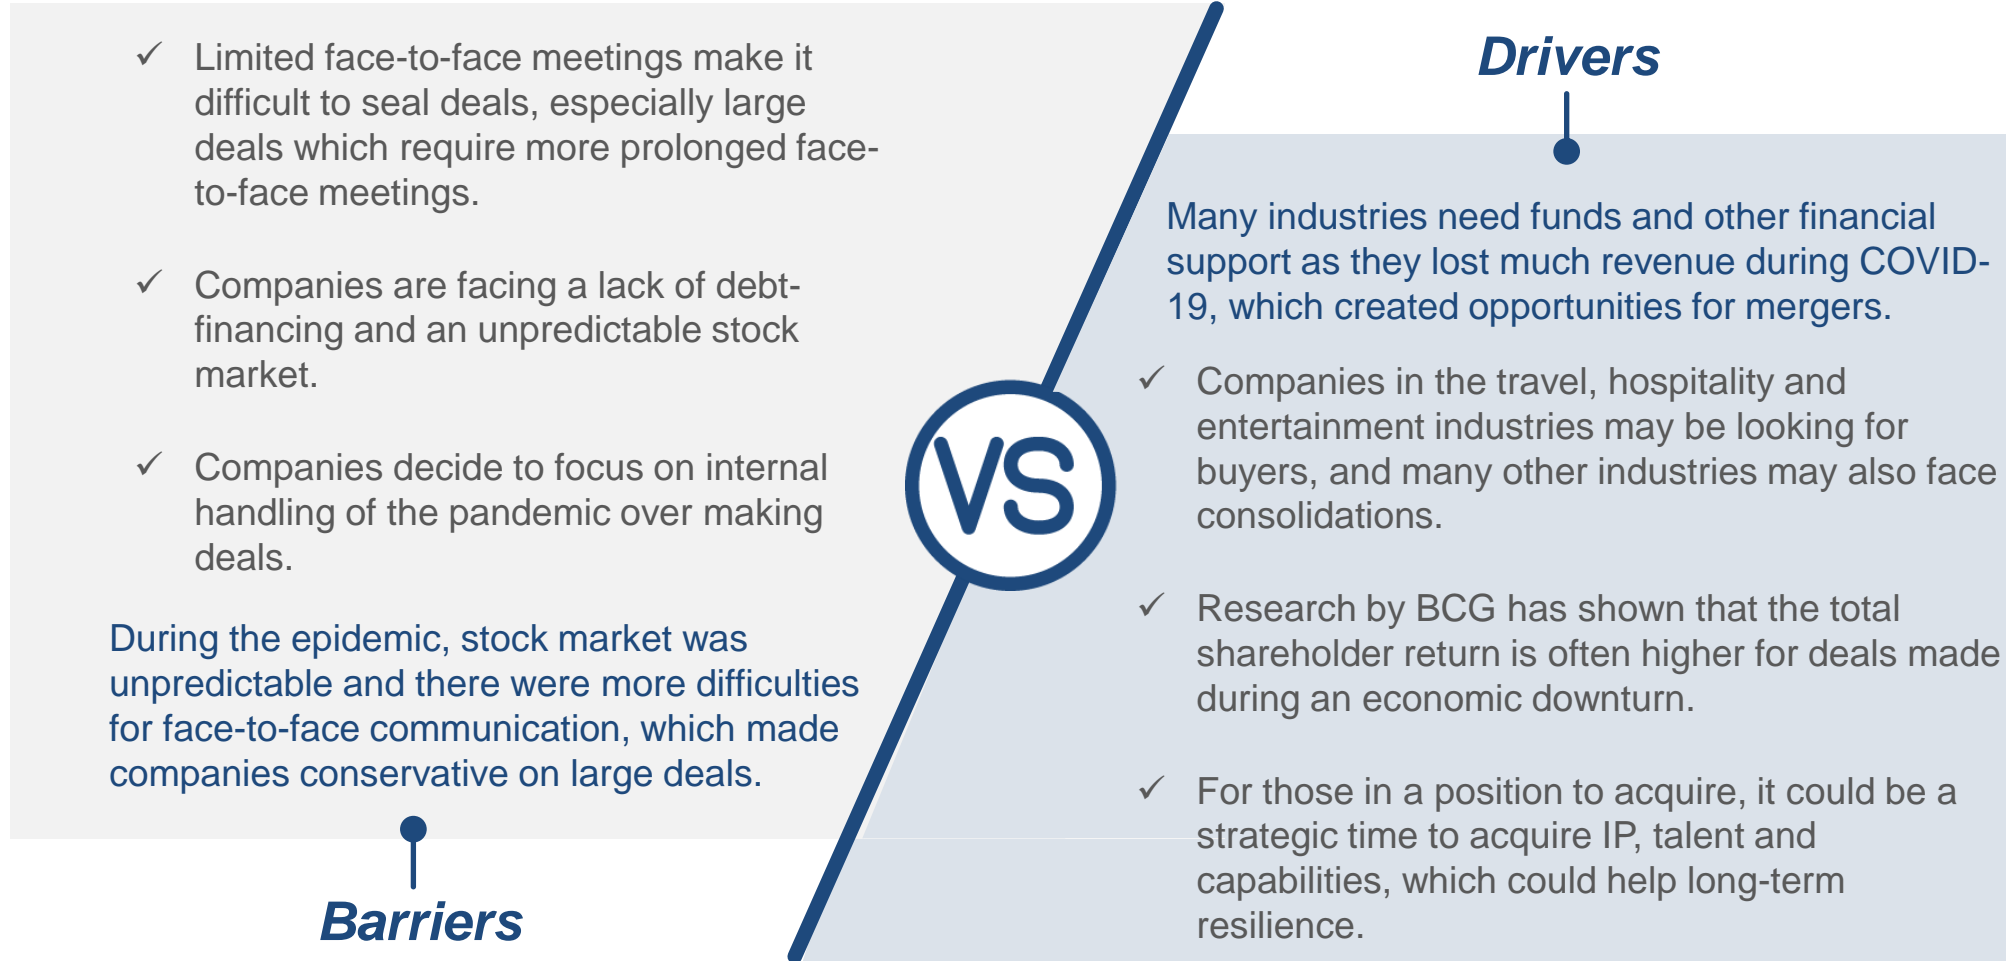 ✓ Limited face-to-face meetings make it
difficult to seal deals, especially large
deals which require more prolonged face-
to-face meetings.
✓ Companies are facing a lack of debt-
financing and an unpredictable stock
market.
✓ Companies decide to focus on internal
handling of the pandemic over making
deals.
During the epidemic, stock market was
unpredictable and there were more difficulties
for face-to-face communication, which made
companies conservative on large deals.
Barriers
VS
Drivers
Many industries need funds and other financial
support as they lost much revenue during COVID-
19, which created opportunities for mergers.
✓ Companies in the travel, hospitality and
entertainment industries may be looking for
buyers, and many other industries may also face
consolidations.
✓ Research by BCG has shown that the total
shareholder return is often higher for deals made
during an economic downturn.
✓ For those in a position to acquire, it could be a
strategic time to acquire IP, talent and
capabilities, which could help long-term
resilience.